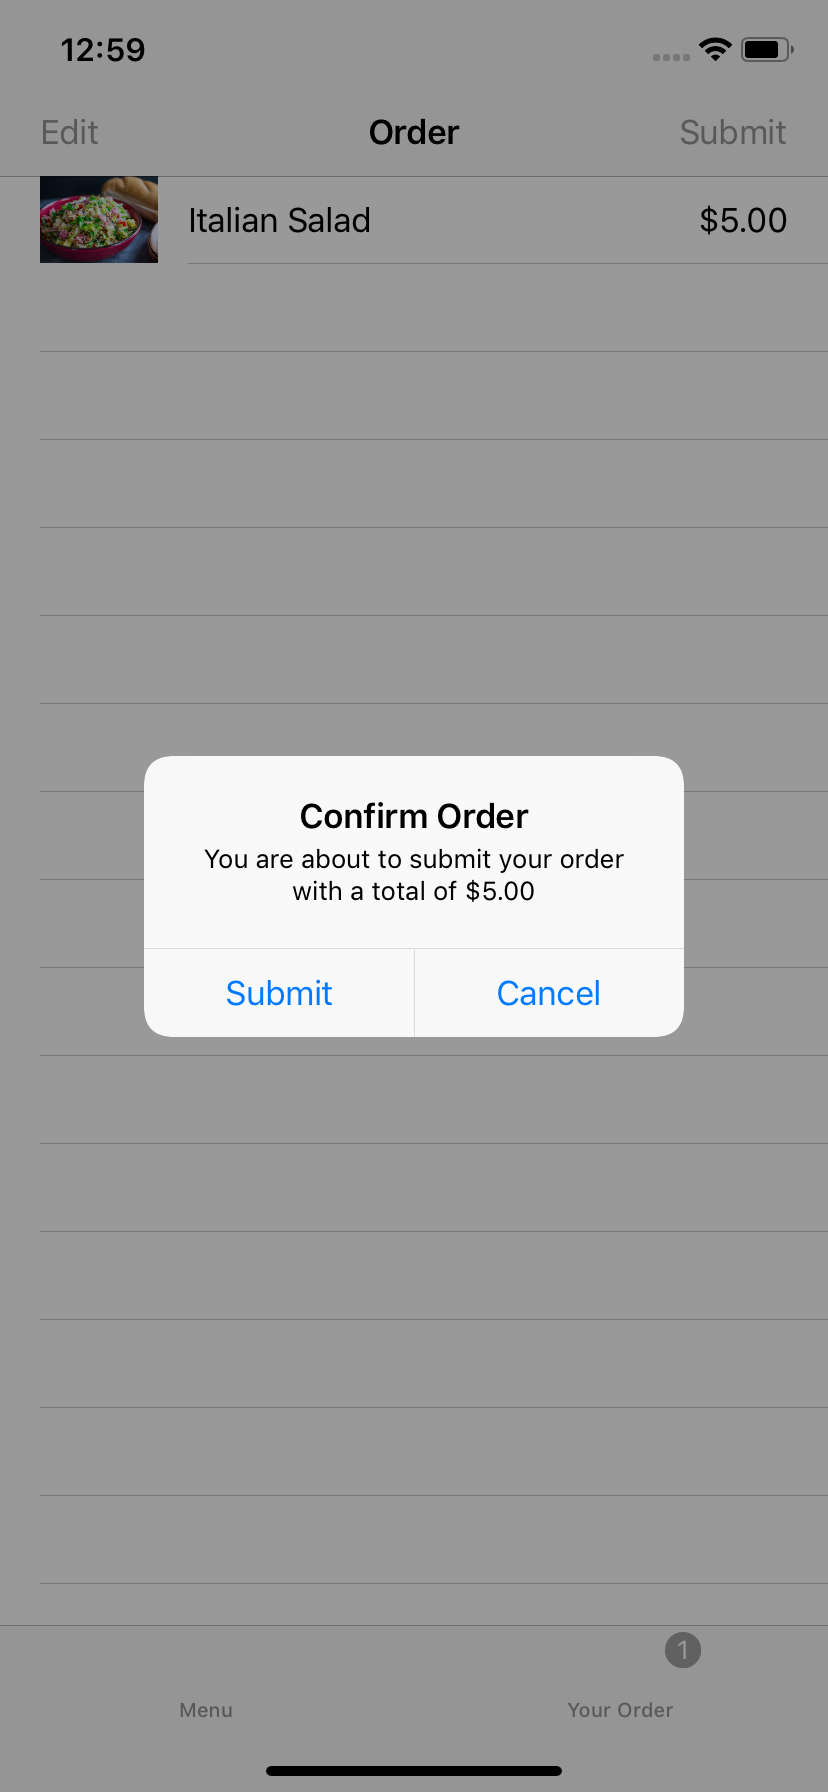 12:59
Edit Order Submit
Italian Salad $5.00
Confirm Order
You are about to submit your order
with a total of $5.00
Submit Cancel
1
Menu Your Order